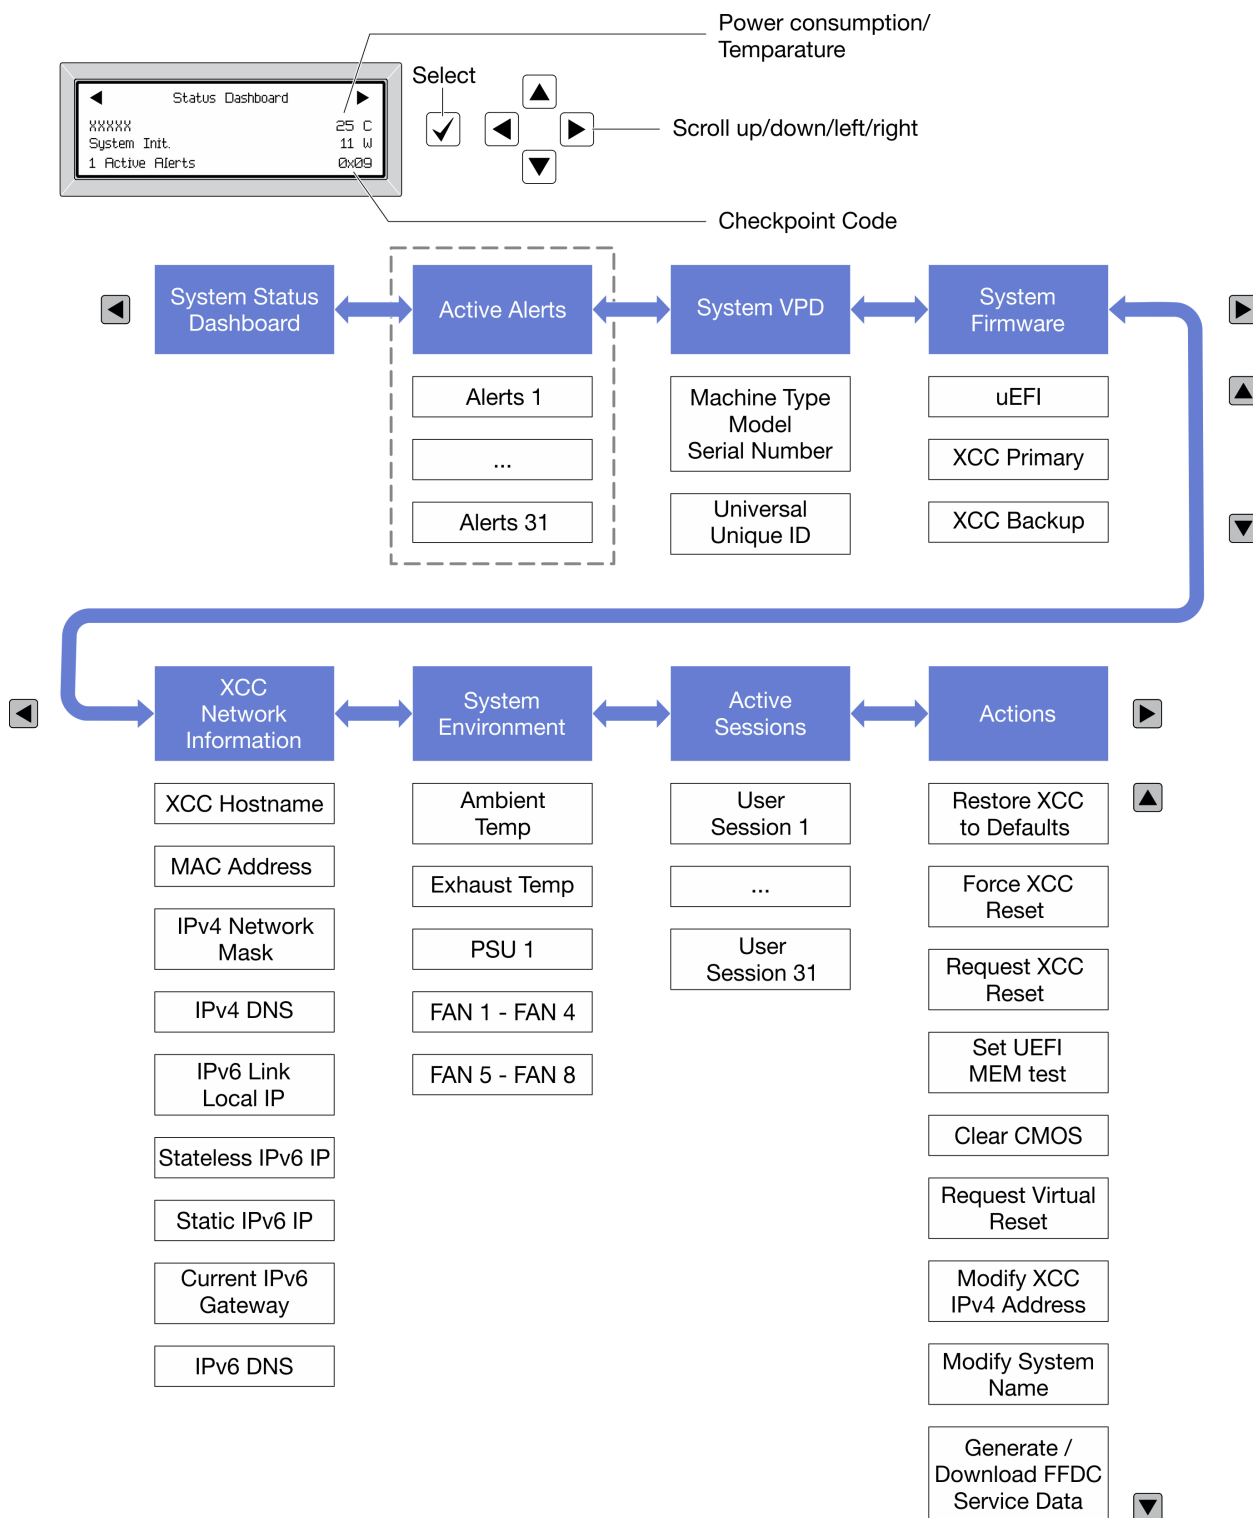 Power consumption/
Temparature
Select
Status Dashboard
XXXXX 25 C
System Init. 11 W
1 Active Alerts 0x09
Scroll up/down/left/right
Checkpoint Code
System Status
Dashboard
Active Alerts
System VPD
System
Firmware
Alerts 1
...
Alerts 31
Machine Type
Model
Serial Number
Universal
Unique ID
uEFI
XCC Primary
XCC Backup
XCC
Network
Information
System
Environment
Active
Sessions
Actions
XCC Hostname
MAC Address
IPv4 Network
Mask
IPv4 DNS
IPv6 Link
Local IP
Stateless IPv6 IP
Static IPv6 IP
Current IPv6
Gateway
IPv6 DNS
Ambient
Temp
Exhaust Temp
PSU 1
FAN 1 - FAN 4
FAN 5 - FAN 8
User
Session 1
...
User
Session 31
Restore XCC
to Defaults
Force XCC
Reset
Request XCC
Reset
Set UEFI
MEM test
Clear CMOS
Request Virtual
Reset
Modify XCC
IPv4 Address
Modify System
Name
Generate /
Download FFDC
Service Data